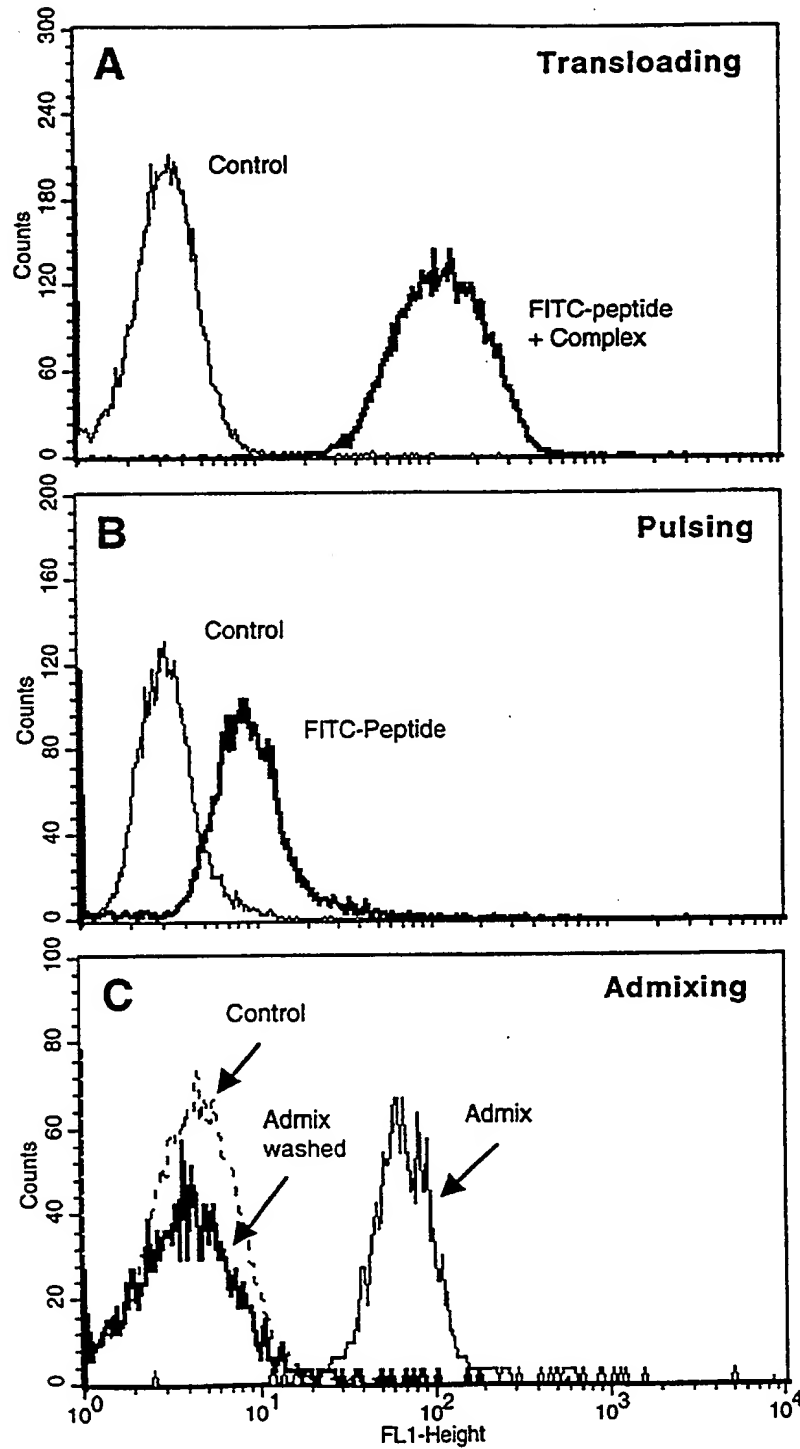 A
Transloading
300
240
180
120
60
0
Counts
Control
FITC-peptide
+ Complex
B
Pulsing
200
160
120
80
40
0
Counts
Control
FITC-Peptide
C
Admixing
100
80
60
40
20
0
Counts
Control
Admix
washed
Admix
10^0 10^1 10^2 10^3 10^4
FL1-Height